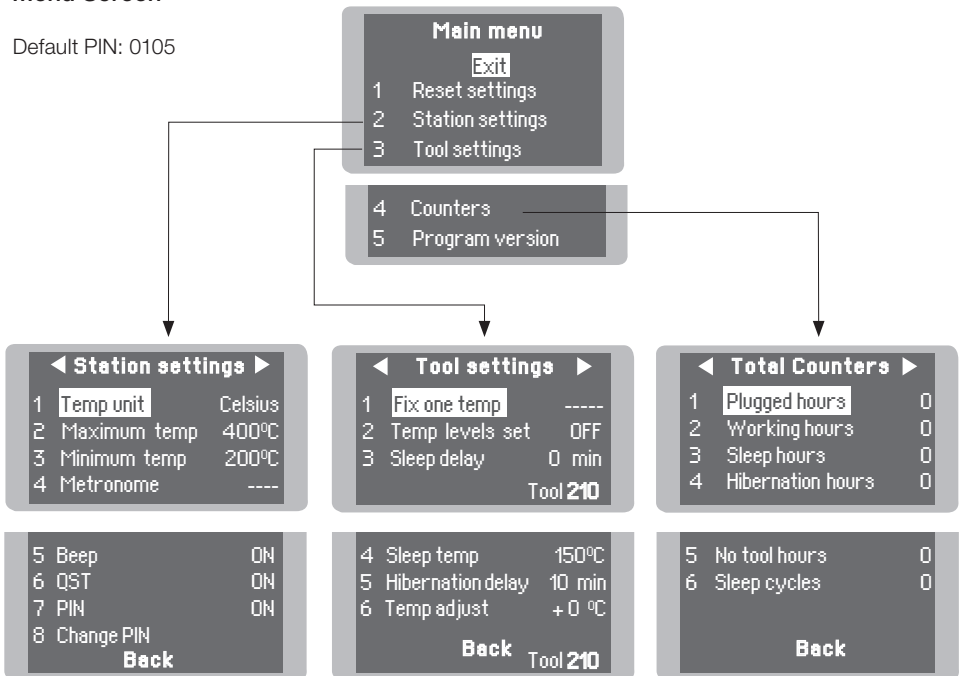 Default PIN: 0105
Main menu
Exit
1 Reset settings
2 Station settings
3 Tool settings
4 Counters
5 Program version
◀ Station settings ▶
1 Temp unit Celsius
2 Maximum temp 400ºC
3 Minimum temp 200ºC
4 Metronome ----
5 Beep ON
6 QST ON
7 PIN ON
8 Change PIN
Back
◀ Tool settings ▶
1 Fix one temp -----
2 Temp levels set OFF
3 Sleep delay 0 min
Tool 210
4 Sleep temp 150ºC
5 Hibernation delay 10 min
6 Temp adjust +0 ºC
Back
Tool 210
◀ Total Counters ▶
1 Plugged hours 0
2 Working hours 0
3 Sleep hours 0
4 Hibernation hours 0
5 No tool hours 0
6 Sleep cycles 0
Back